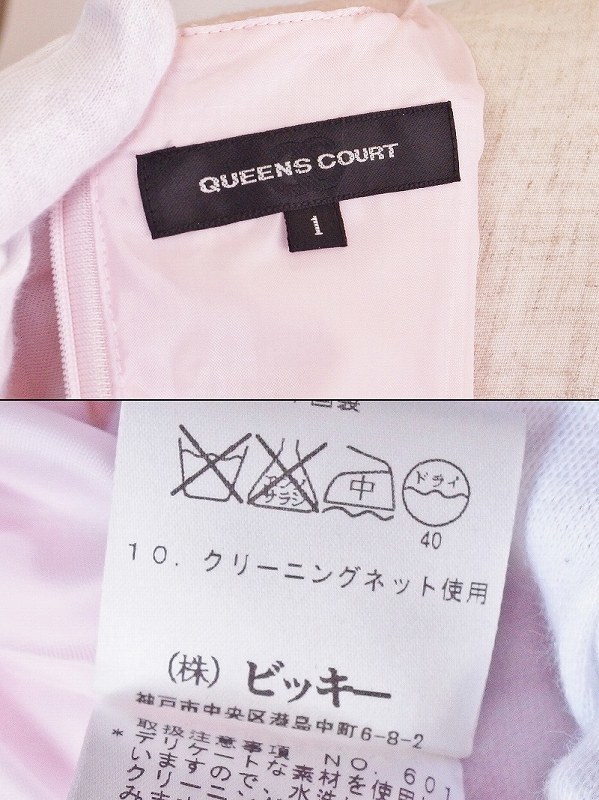 QUEENS COURT
1
エンソ
サラシ
中
ドライ
40
10. クリーニングネット使用
(株) ビッキー
神戸市中央区港島中町6-8-2
取扱注意事項 NO. 601
* デリケートな素材を使用
いますので、水洗
クリーニン